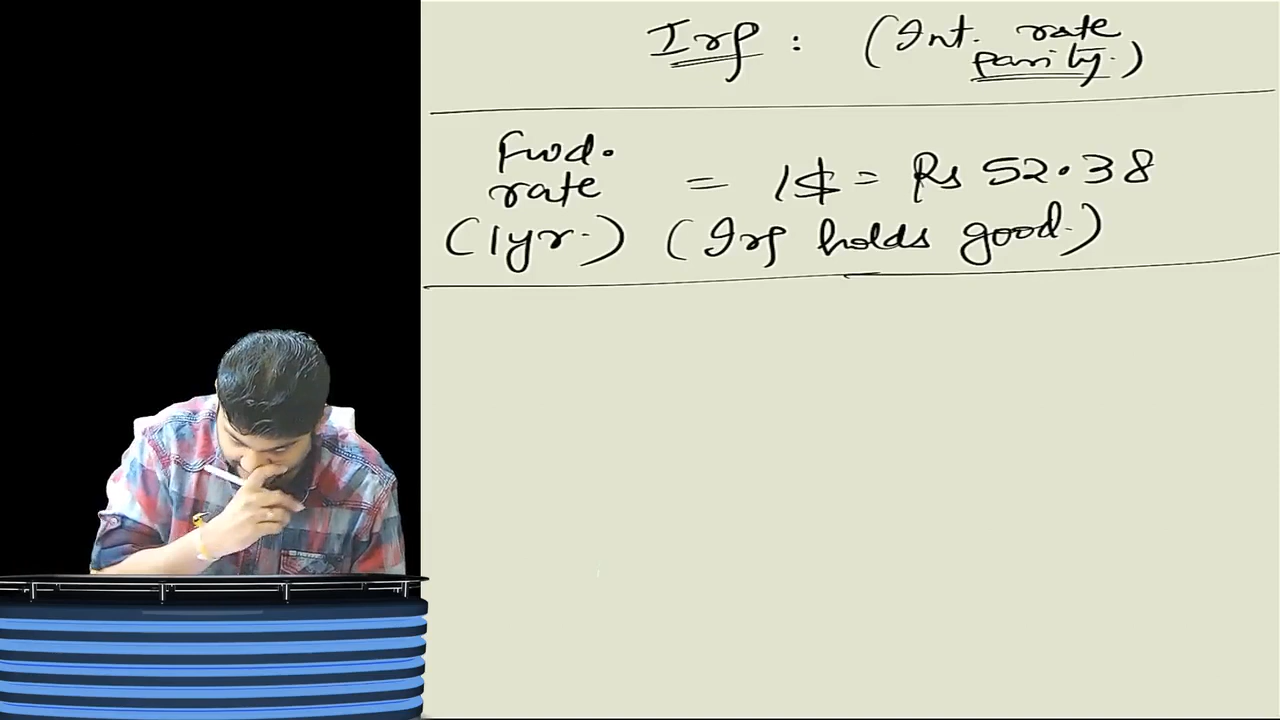 Irp : (Int. rate
parity.)
Fwd.
rate = 1$ = Rs 52.38
(1yr.) (Irp holds good.)